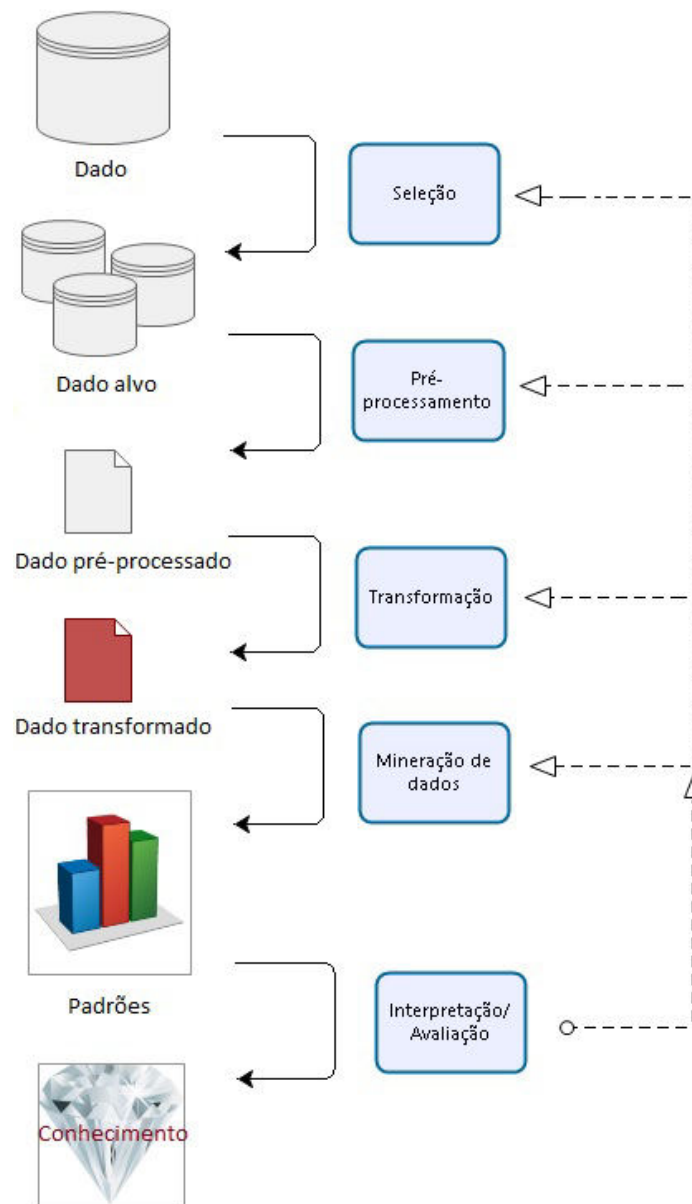 Dado
Seleção
Dado alvo
Pré-
processamento
Dado pré-processado
Transformação
Dado transformado
Mineração de
dados
Padrões
Interpretação/
Avaliação
Conhecimento